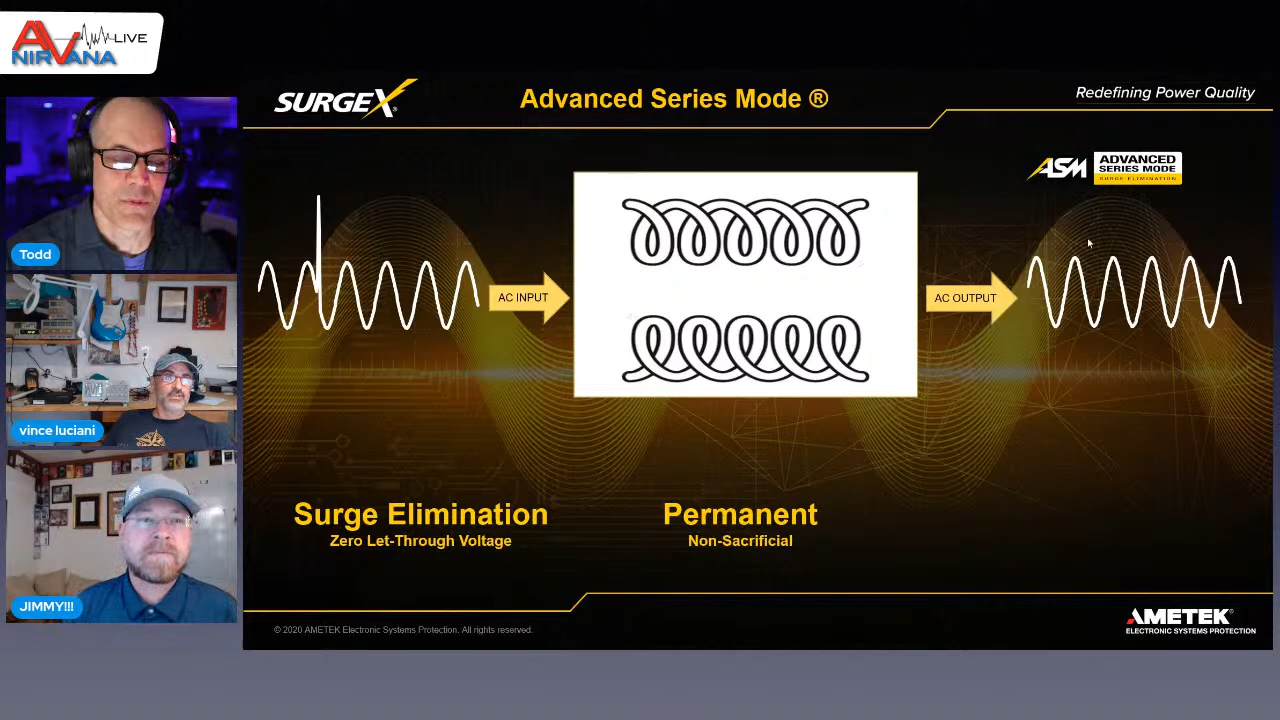 AV LIVE
NIRVANA
SURGEX®
Advanced Series Mode ®
Redefining Power Quality
ASM ADVANCED
SERIES MODE
SURGE ELIMINATION
AC INPUT
AC OUTPUT
Todd
vince luciani
JIMMY!!!
Surge Elimination
Zero Let-Through Voltage
Permanent
Non-Sacrificial
© 2020 AMETEK Electronic Systems Protection. All rights reserved.
AMETEK®
ELECTRONIC SYSTEMS PROTECTION